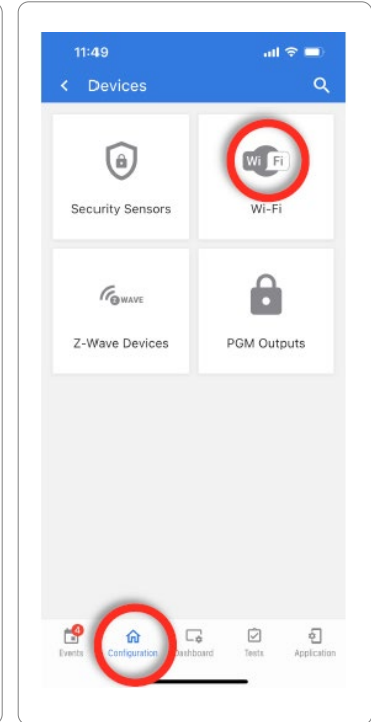 11:49
Devices
Wi Fi
Security Sensors
Wi-Fi
Z WAVE
Z-Wave Devices
PGM Outputs
4
Events
Configuration
Dashboard
Tests
Application